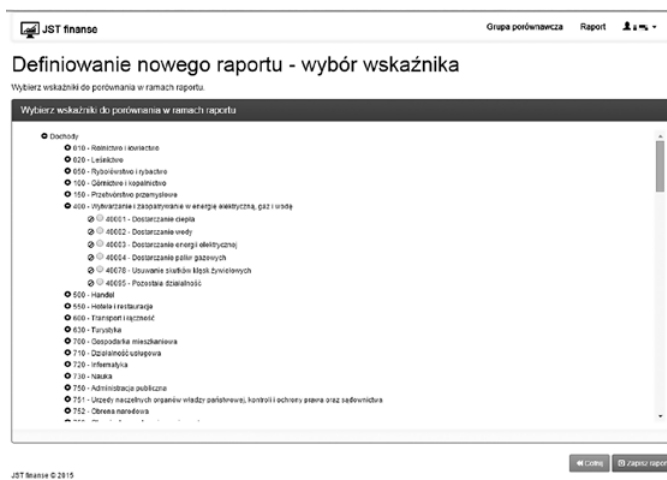 JST finanse
Grupa porównawcza Raport
Definiowanie nowego raportu - wybór wskaźnika
Wybierz wskaźniki do porównania w ramach raportu.
Wybierz wskaźniki do porównania w ramach raportu
Dochody
010 - Rolnictwo i łowiectwo
020 - Leśnictwo
050 - Rybołówstwo i rybactwo
100 - Górnictwo i kopalnictwo
150 - Przetwórstwo przemysłowe
400 - Wytwarzanie i zaopatrywanie w energię elektryczną, gaz i wodę
40001 - Dostarczanie ciepła
40002 - Dostarczanie wody
40003 - Dostarczanie energii elektrycznej
40004 - Dostarczanie paliw gazowych
40078 - Usuwanie skutków klęsk żywiołowych
40095 - Pozostała działalność
500 - Handel
550 - Hotele i restauracje
600 - Transport i łączność
630 - Turystyka
700 - Gospodarka mieszkaniowa
710 - Działalność usługowa
720 - Informatyka
730 - Nauka
750 - Administracja publiczna
751 - Urzędy naczelnych organów władzy państwowej, kontroli i ochrony prawa oraz sądownictwa
752 - Obrona narodowa
Cofnij Zapisz raport
JST finanse © 2015